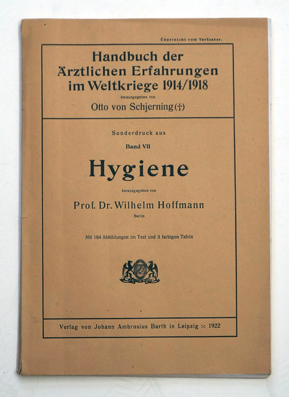 Überreicht vom Verfasser.
Handbuch der
Ärztlichen Erfahrungen
im Weltkriege 1914/1918
herausgegeben von
Otto von Schjerning (†)
Sonderdruck aus
Band VII
Hygiene
herausgegeben von
Prof. Dr. Wilhelm Hoffmann
Berlin
Mit 164 Abbildungen im Text und 5 farbigen Tafeln
Verlag von Johann Ambrosius Barth in Leipzig :: 1922